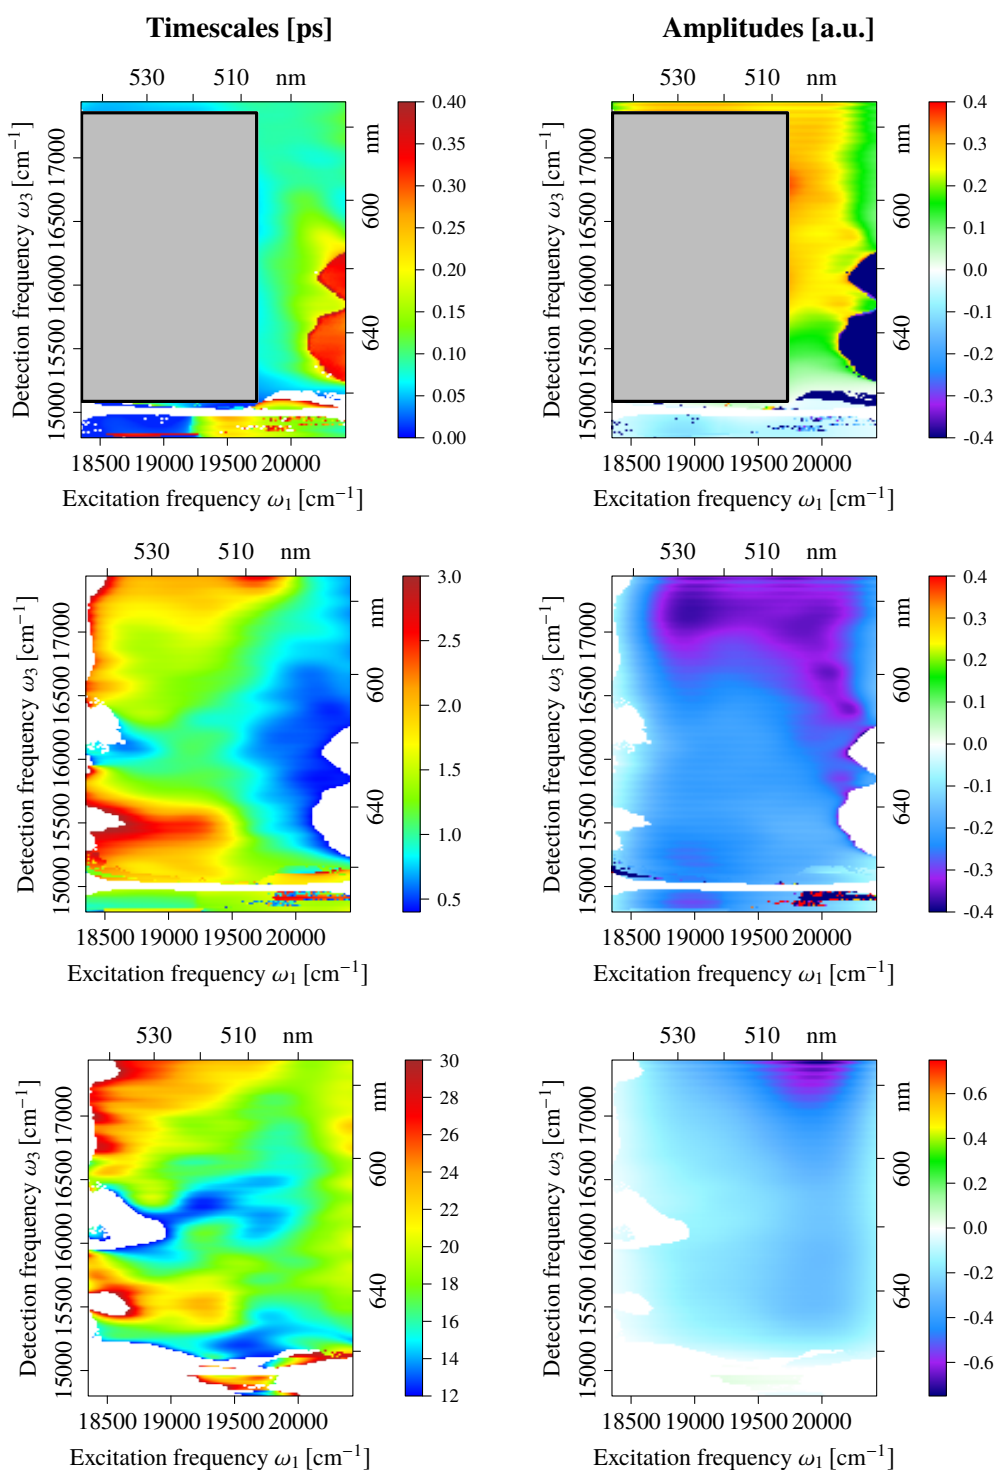 Timescales [ps]
Amplitudes [a.u.]
530 510
530 510
Detection frequency ω3 [cm−1]
15000 15500 16000 16500 17000
nm
600
640
0.40
0.35
0.30
0.25
0.20
0.15
0.10
0.05
0.00
18500 19000 19500 20000
Excitation frequency ω1 [cm−1]
Detection frequency ω3 [cm−1]
15000 15500 16000 16500 17000
nm
600
640
0.4
0.3
0.2
0.1
0.0
-0.1
-0.2
-0.3
-0.4
18500 19000 19500 20000
Excitation frequency ω1 [cm−1]
530 510 nm
530 510 nm
Detection frequency ω3 [cm−1]
15000 15500 16000 16500 17000
nm
600
640
3.0
2.5
2.0
1.5
1.0
0.5
18500 19000 19500 20000
Excitation frequency ω1 [cm−1]
Detection frequency ω3 [cm−1]
15000 15500 16000 16500 17000
nm
600
640
0.4
0.3
0.2
0.1
0.0
-0.1
-0.2
-0.3
-0.4
18500 19000 19500 20000
Excitation frequency ω1 [cm−1]
530 510 nm
530 510 nm
Detection frequency ω3 [cm−1]
15000 15500 16000 16500 17000
nm
600
640
30
28
26
24
22
20
18
16
14
12
18500 19000 19500 20000
Excitation frequency ω1 [cm−1]
Detection frequency ω3 [cm−1]
15000 15500 16000 16500 17000
nm
600
640
0.6
0.4
0.2
0.0
-0.2
-0.4
-0.6
18500 19000 19500 20000
Excitation frequency ω1 [cm−1]